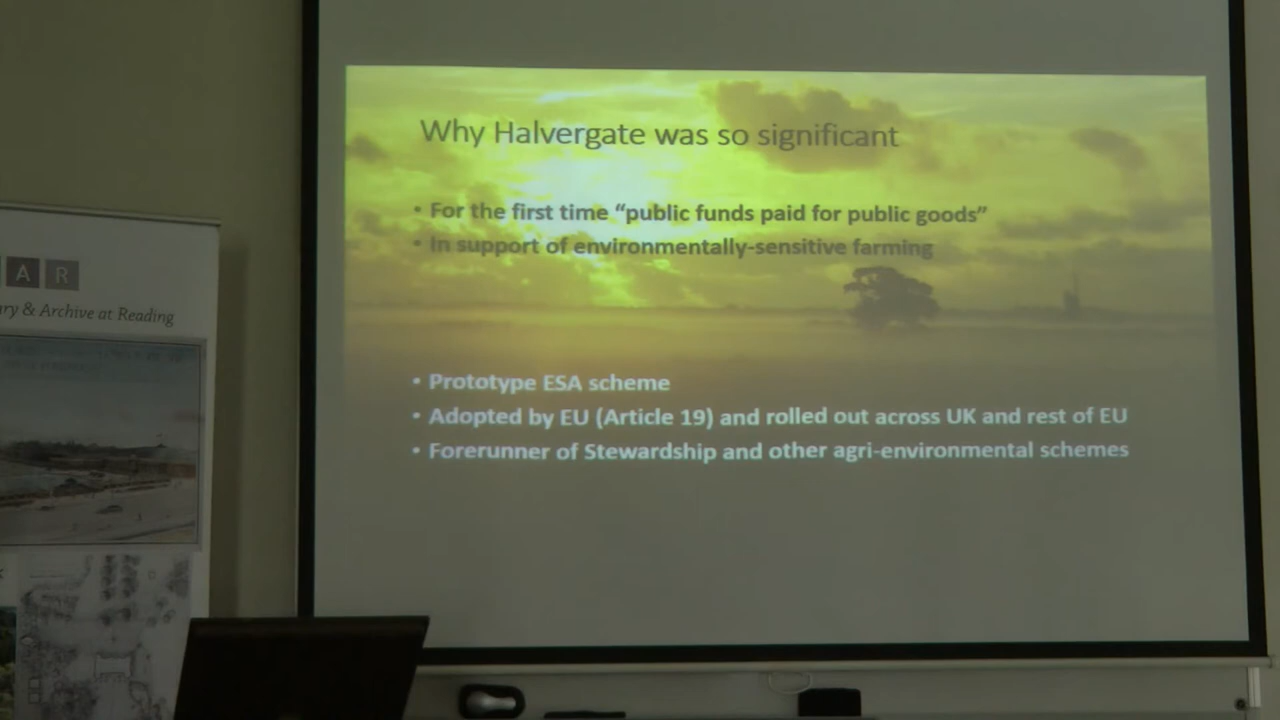 Why Halvergate was so significant
• For the first time “public funds paid for public goods”
• In support of environmentally-sensitive farming
• Prototype ESA scheme
• Adopted by EU (Article 19) and rolled out across UK and rest of EU
• Forerunner of Stewardship and other agri-environmental schemes
A R
& Archive at Reading